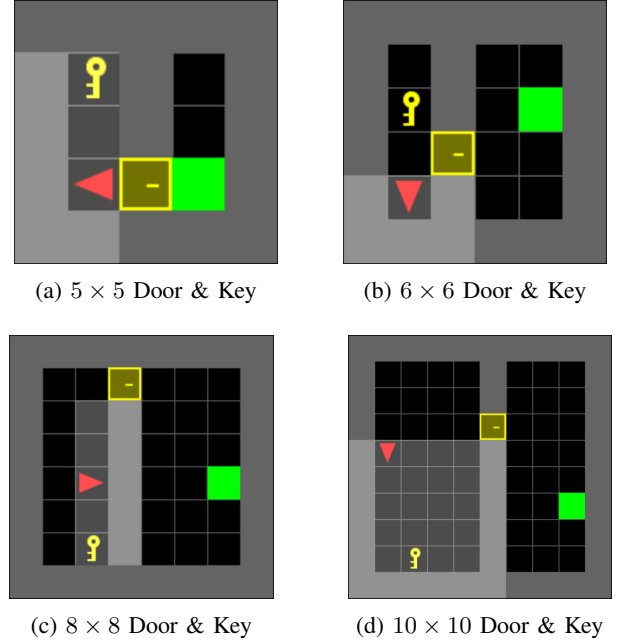 (a) 5 × 5 Door & Key
(b) 6 × 6 Door & Key
(c) 8 × 8 Door & Key
(d) 10 × 10 Door & Key